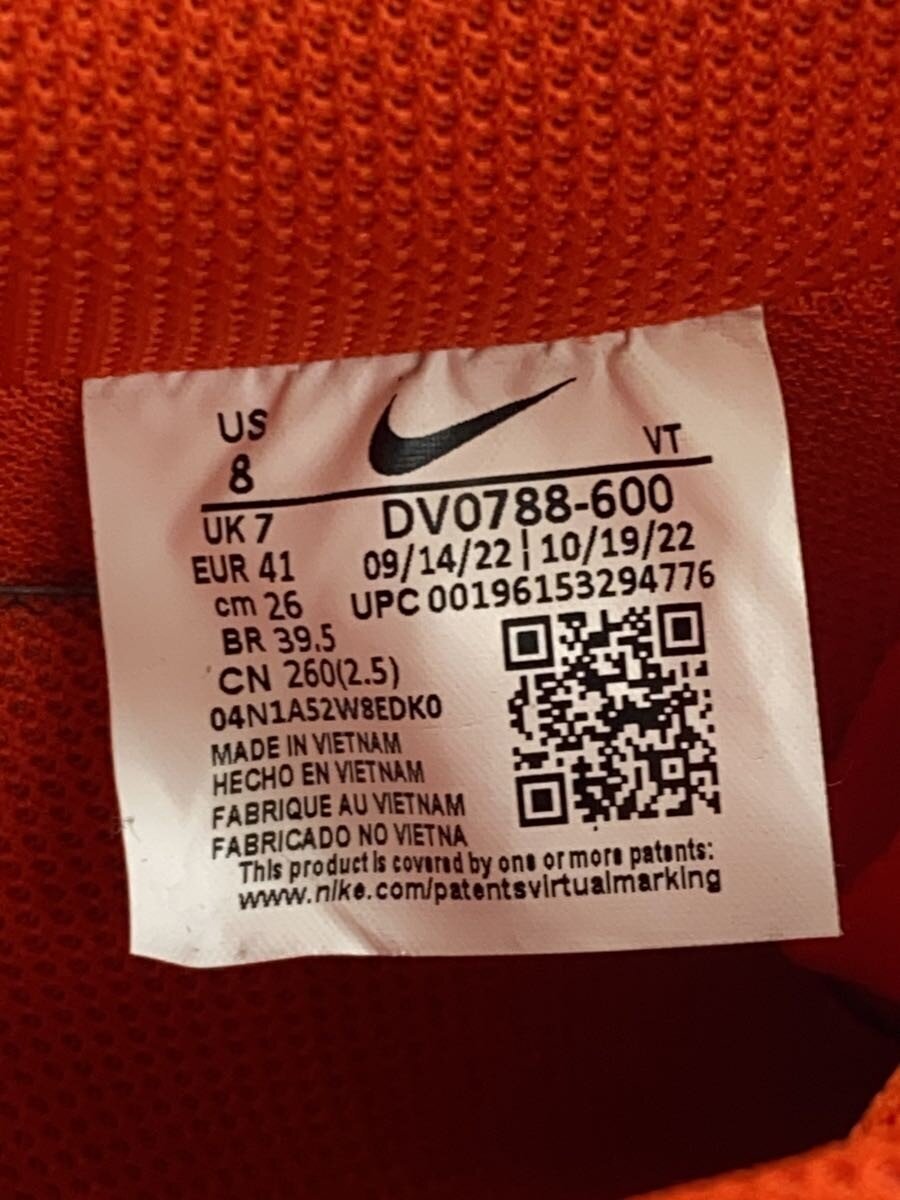 US
8
VT
UK 7
EUR 41
cm 26
BR 39.5
CN 260(2.5)
DV0788-600
09/14/22 | 10/19/22
UPC 00196153294776
04N1A52W8EDK0
MADE IN VIETNAM
HECHO EN VIETNAM
FABRIQUE AU VIETNAM
FABRICADO NO VIETNA
This product is covered by one or more patents:
www.nike.com/patentsvirtualmarking